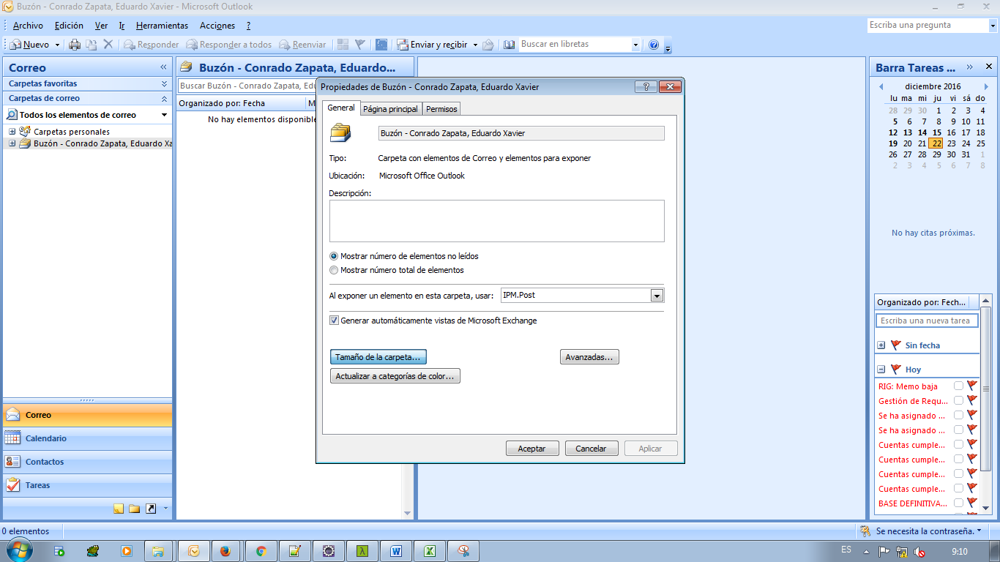 Buzón - Conrado Zapata, Eduardo Xavier - Microsoft Outlook
Archivo Edición Ver Ir Herramientas Acciones ?
Escriba una pregunta
Nuevo Responder Responder a todos Reenviar Enviar y recibir Buscar en libretas
Correo
Carpetas favoritas
Carpetas de correo
Todos los elementos de correo
Carpetas personales
Buzón - Conrado Zapata, Eduardo Xa
Buzón - Conrado Zapata, Eduardo...
Buscar Buzón - Conrado Zapata, Edu
Organizado por: Fecha M
No hay elementos disponible
Propiedades de Buzón - Conrado Zapata, Eduardo Xavier
General Página principal Permisos
Buzón - Conrado Zapata, Eduardo Xavier
Tipo: Carpeta con elementos de Correo y elementos para exponer
Ubicación: Microsoft Office Outlook
Descripción:
Mostrar número de elementos no leídos
Mostrar número total de elementos
Al exponer un elemento en esta carpeta, usar: IPM.Post
Generar automáticamente vistas de Microsoft Exchange
Tamaño de la carpeta... Avanzadas...
Actualizar a categorías de color...
Aceptar Cancelar Aplicar
Barra Tareas ...
diciembre 2016
lu ma mi ju vi sá do
28 29 30 1 2 3 4
5 6 7 8 9 10 11
12 13 14 15 16 17 18
19 20 21 22 23 24 25
26 27 28 29 30 31 1
2 3 4 5 6 7 8
No hay citas próximas.
Organizado por: Fech...
Escriba una nueva tarea
Sin fecha
Hoy
RIG: Memo baja
Gestión de Requ...
Se ha asignado ...
Se ha asignado ...
Cuentas cumple...
Cuentas cumple...
Cuentas cumple...
Cuentas cumple...
BASE DEFINITIVA...
Correo
Calendario
Contactos
Tareas
0 elementos
Se necesita la contraseña.
ES 9:10